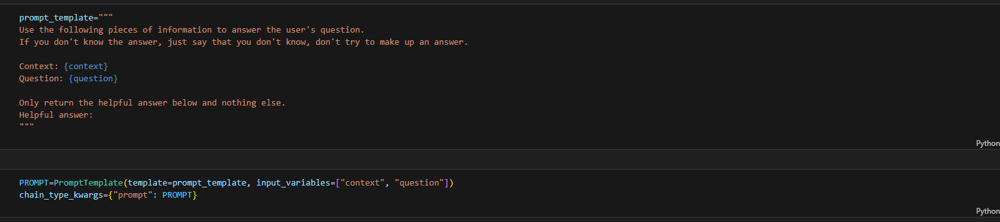 prompt_template="""
Use the following pieces of information to answer the user's question.
If you don't know the answer, just say that you don't know, don't try to make up an answer.
Context: {context}
Question: {question}
Only return the helpful answer below and nothing else.
Helpful answer:
"""
Python
PROMPT=PromptTemplate(template=prompt_template, input_variables=["context", "question"])
chain_type_kwargs={"prompt": PROMPT}
Python